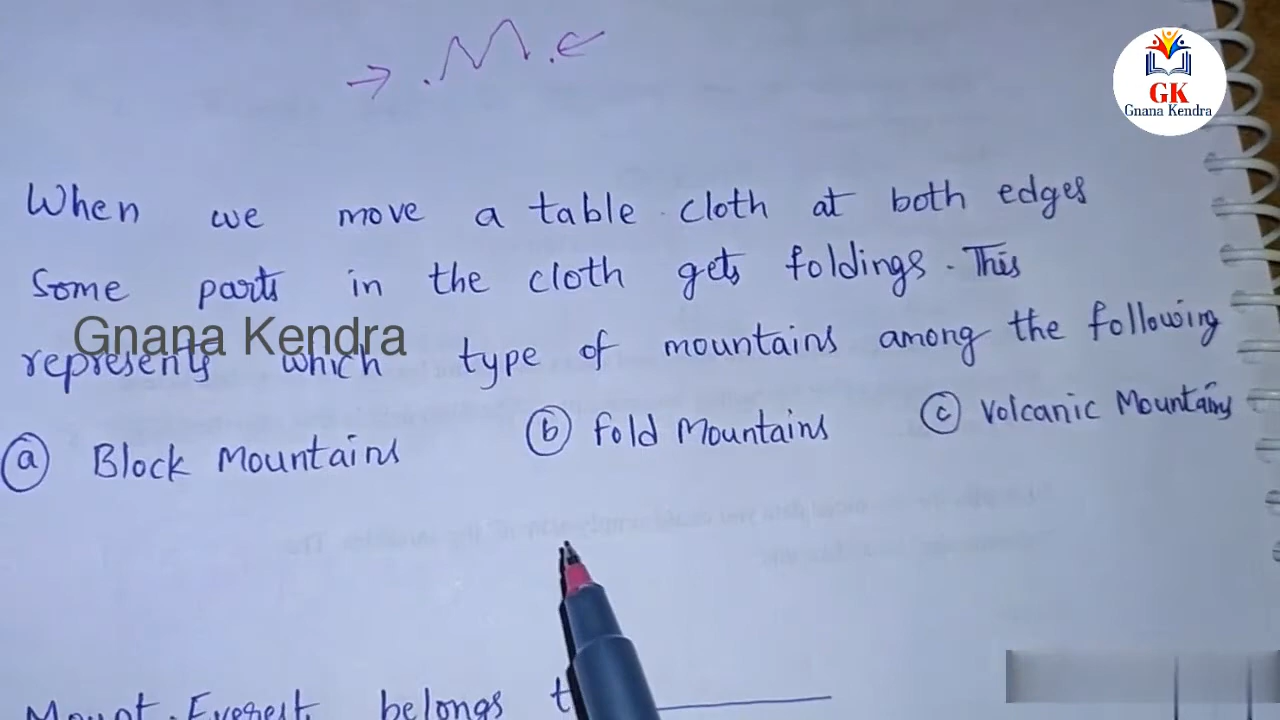 → . M.c
GK
Gnana Kendra
When we move a table cloth at both edges
Some parts in the cloth gets foldings. This
Gnana Kendra
represents which type of mountains among the following
(a) Block Mountains (b) Fold Mountains (c) Volcanic Mountains
Mount Everest belongs t